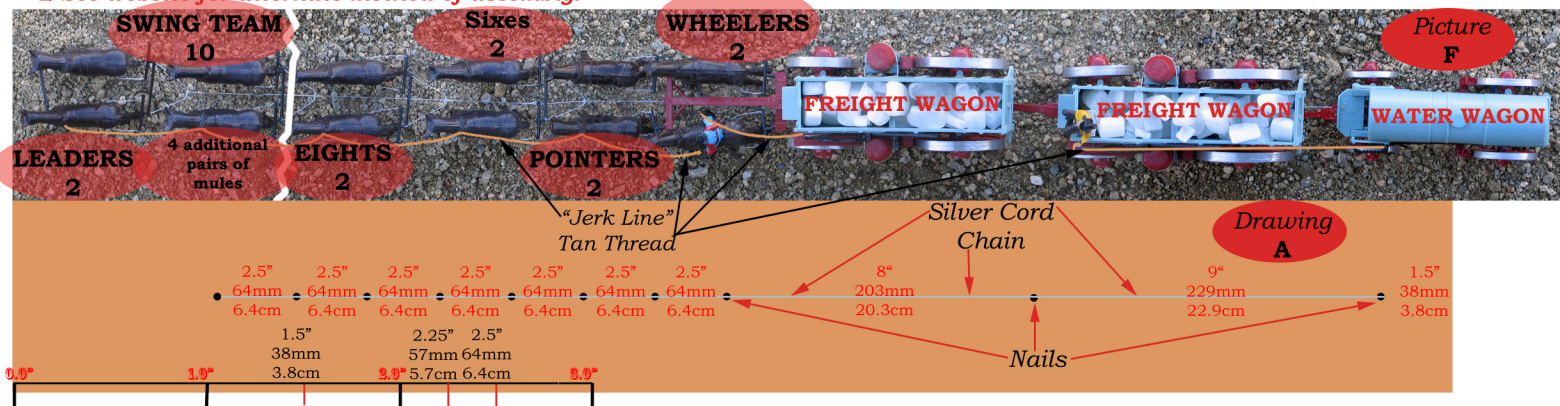 SWING TEAM
10
Sixes
2
WHEELERS
2
Picture
F
FREIGHT WAGON
FREIGHT WAGON
WATER WAGON
LEADERS
2
4 additional
pairs of
mules
EIGHTS
2
POINTERS
2
“Jerk Line”
Tan Thread
Silver Cord
Chain
Drawing
A
2.5” 2.5” 2.5” 2.5” 2.5” 2.5” 2.5” 8“ 9“ 1.5”
64mm 64mm 64mm 64mm 64mm 64mm 64mm 203mm 229mm 38mm
6.4cm 6.4cm 6.4cm 6.4cm 6.4cm 6.4cm 6.4cm 20.3cm 22.9cm 3.8cm
Nails
1.5” 2.25” 2.5”
38mm 57mm 64mm
3.8cm 5.7cm 6.4cm
0.0” 1.0” 2.0” 3.0”